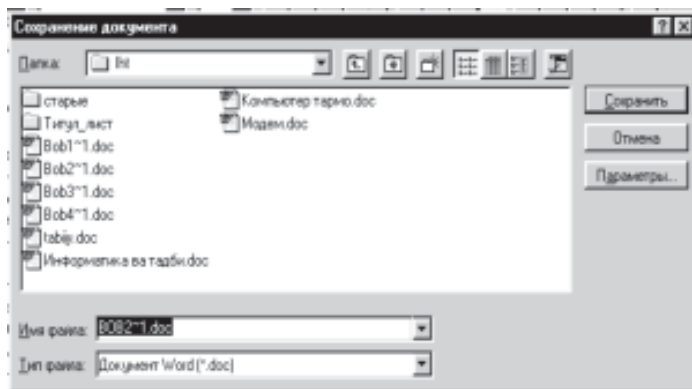 Сохранение документа
Папка:
старые
Титул_лист
Bob1~1.doc
Bob2~1.doc
Bob3~1.doc
Bob4~1.doc
tabiy.doc
Информатика ва тадби.doc
Компьютер тармо.doc
Модем.doc
Сохранить
Отмена
Параметры...
Имя файла: BOB2~1.doc
Тип файла: Документ Word (*.doc)